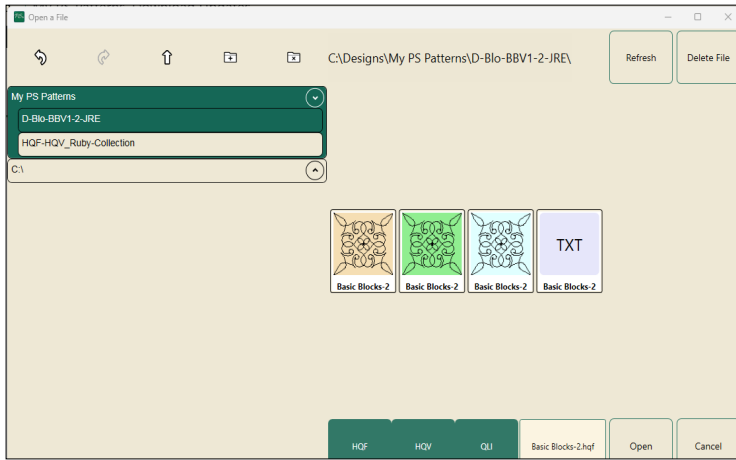 Open a File
C:\Designs\My PS Patterns\D-Blo-BBV1-2-JRE\
Refresh
Delete File
My PS Patterns
D-Blo-BBV1-2-JRE
HQF-HQV_Ruby-Collection
C:\
TXT
Basic Blocks-2
Basic Blocks-2
Basic Blocks-2
Basic Blocks-2
HQF
HQV
QLI
Basic Blocks-2.hqf
Open
Cancel